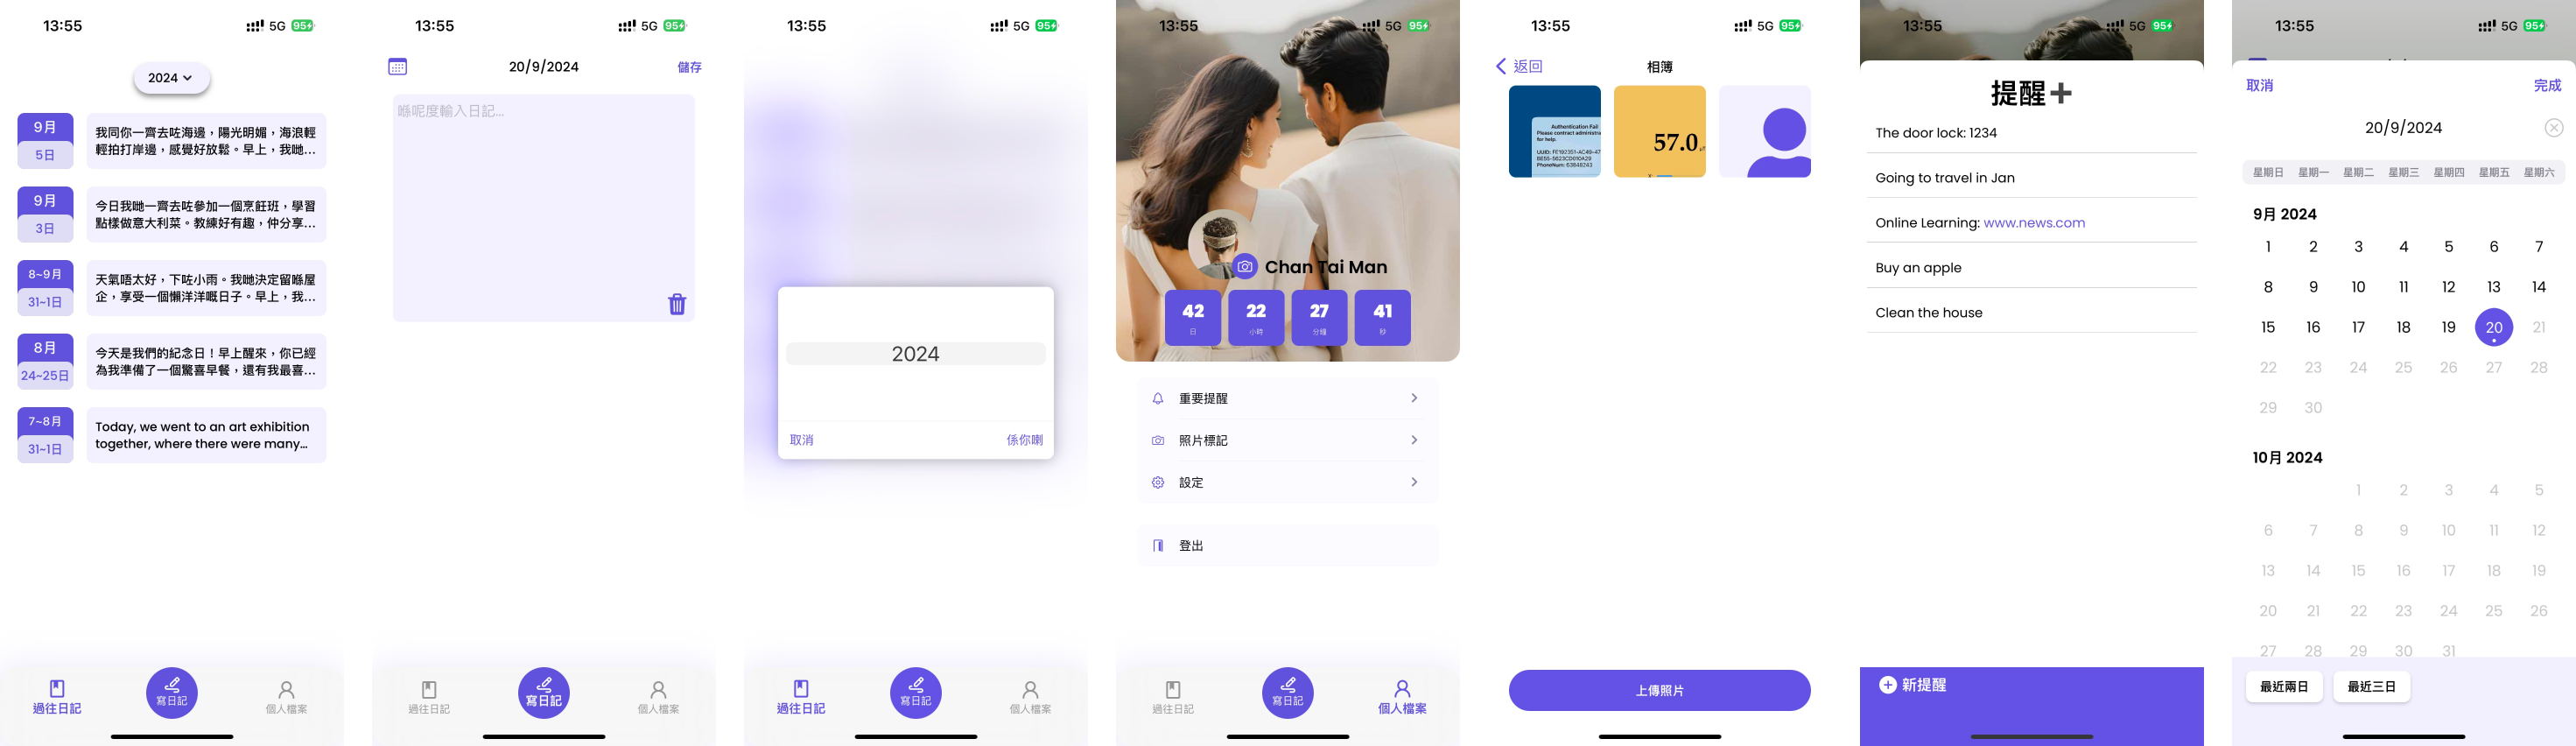 13:55
5G 95
2024
9月
5日
我同你一齊去咗海邊，陽光明媚，海浪輕
輕拍打岸邊，感覺好放鬆。早上，我哋...
9月
3日
今日我哋一齊去咗參加一個烹飪班，學習
點樣做意大利菜。教練好有趣，仲分享...
8~9月
31~1日
天氣唔太好，下咗小雨。我哋決定留喺屋
企，享受一個懶洋洋嘅日子。早上，我...
8月
24~25日
今天是我們的紀念日！早上醒來，你已經
為我準備了一個驚喜早餐，還有我最喜...
7~8月
31~1日
Today, we went to an art exhibition
together, where there were many...
過往日記
寫日記
個人檔案
13:55
5G 95
20/9/2024
儲存
喺呢度輸入日記...
過往日記
寫日記
個人檔案
13:55
5G 95
2024
取消
係你喇
過往日記
寫日記
個人檔案
13:55
5G 95
Chan Tai Man
42
日
22
小時
27
分鐘
41
秒
重要提醒
照片標記
設定
登出
過往日記
寫日記
個人檔案
13:55
5G 95
返回
相簿
Authentication Fail
Please contract administra
for help.
57.0
上傳照片
13:55
5G 95
提醒+
The door lock: 1234
Going to travel in Jan
Online Learning: www.news.com
Buy an apple
Clean the house
新提醒
13:55
5G 95
取消
完成
20/9/2024
星期日 星期一 星期二 星期三 星期四 星期五 星期六
9月 2024
1 2 3 4 5 6 7
8 9 10 11 12 13 14
15 16 17 18 19 20 21
22 23 24 25 26 27 28
29 30
10月 2024
1 2 3 4 5
6 7 8 9 10 11 12
13 14 15 16 17 18 19
20 21 22 23 24 25 26
27 28 29 30 31
最近兩日
最近三日